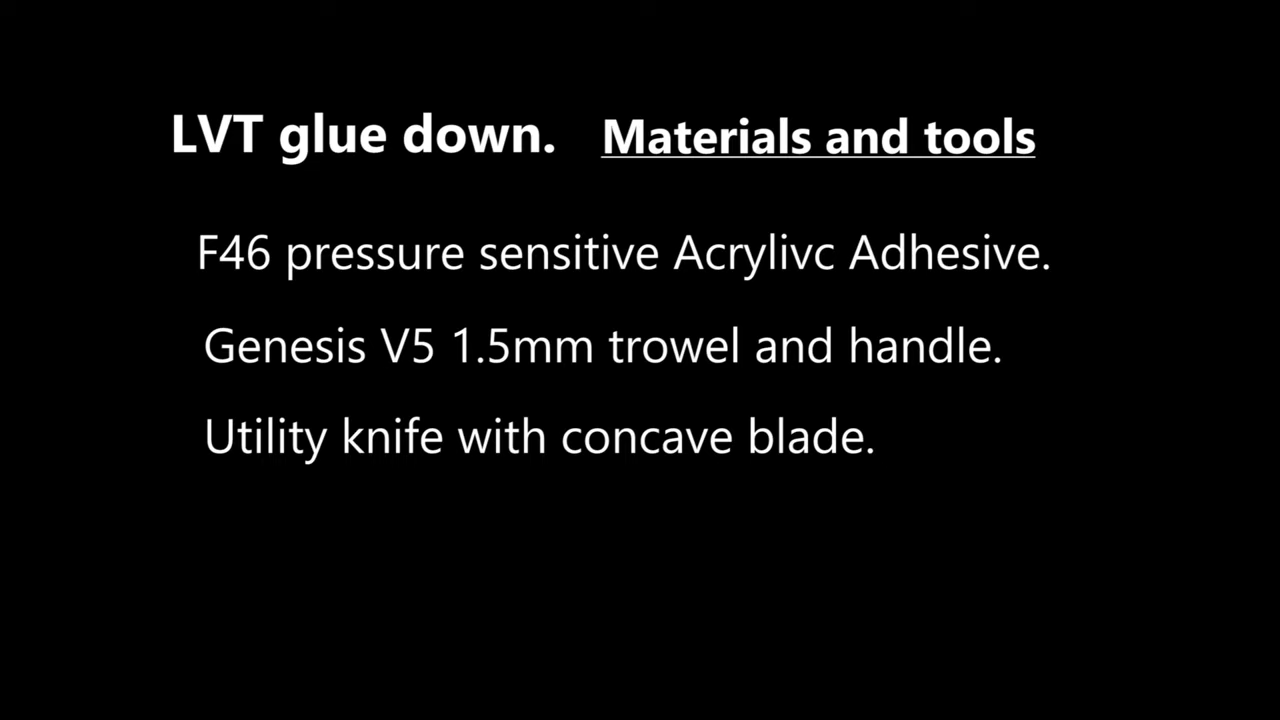 LVT glue down. Materials and tools
F46 pressure sensitive Acrylivc Adhesive.
Genesis V5 1.5mm trowel and handle.
Utility knife with concave blade.